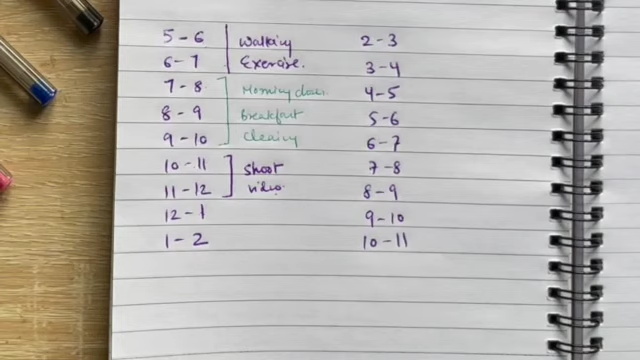 5 - 6 Walking
6 - 7 Exercise.
7 - 8 Morning
8 - 9 breakfast
9 - 10 cleaning
10 - 11 shoot
11 - 12 video.
12 - 1
1 - 2
2 - 3
3 - 4
4 - 5
5 - 6
6 - 7
7 - 8
8 - 9
9 - 10
10 - 11